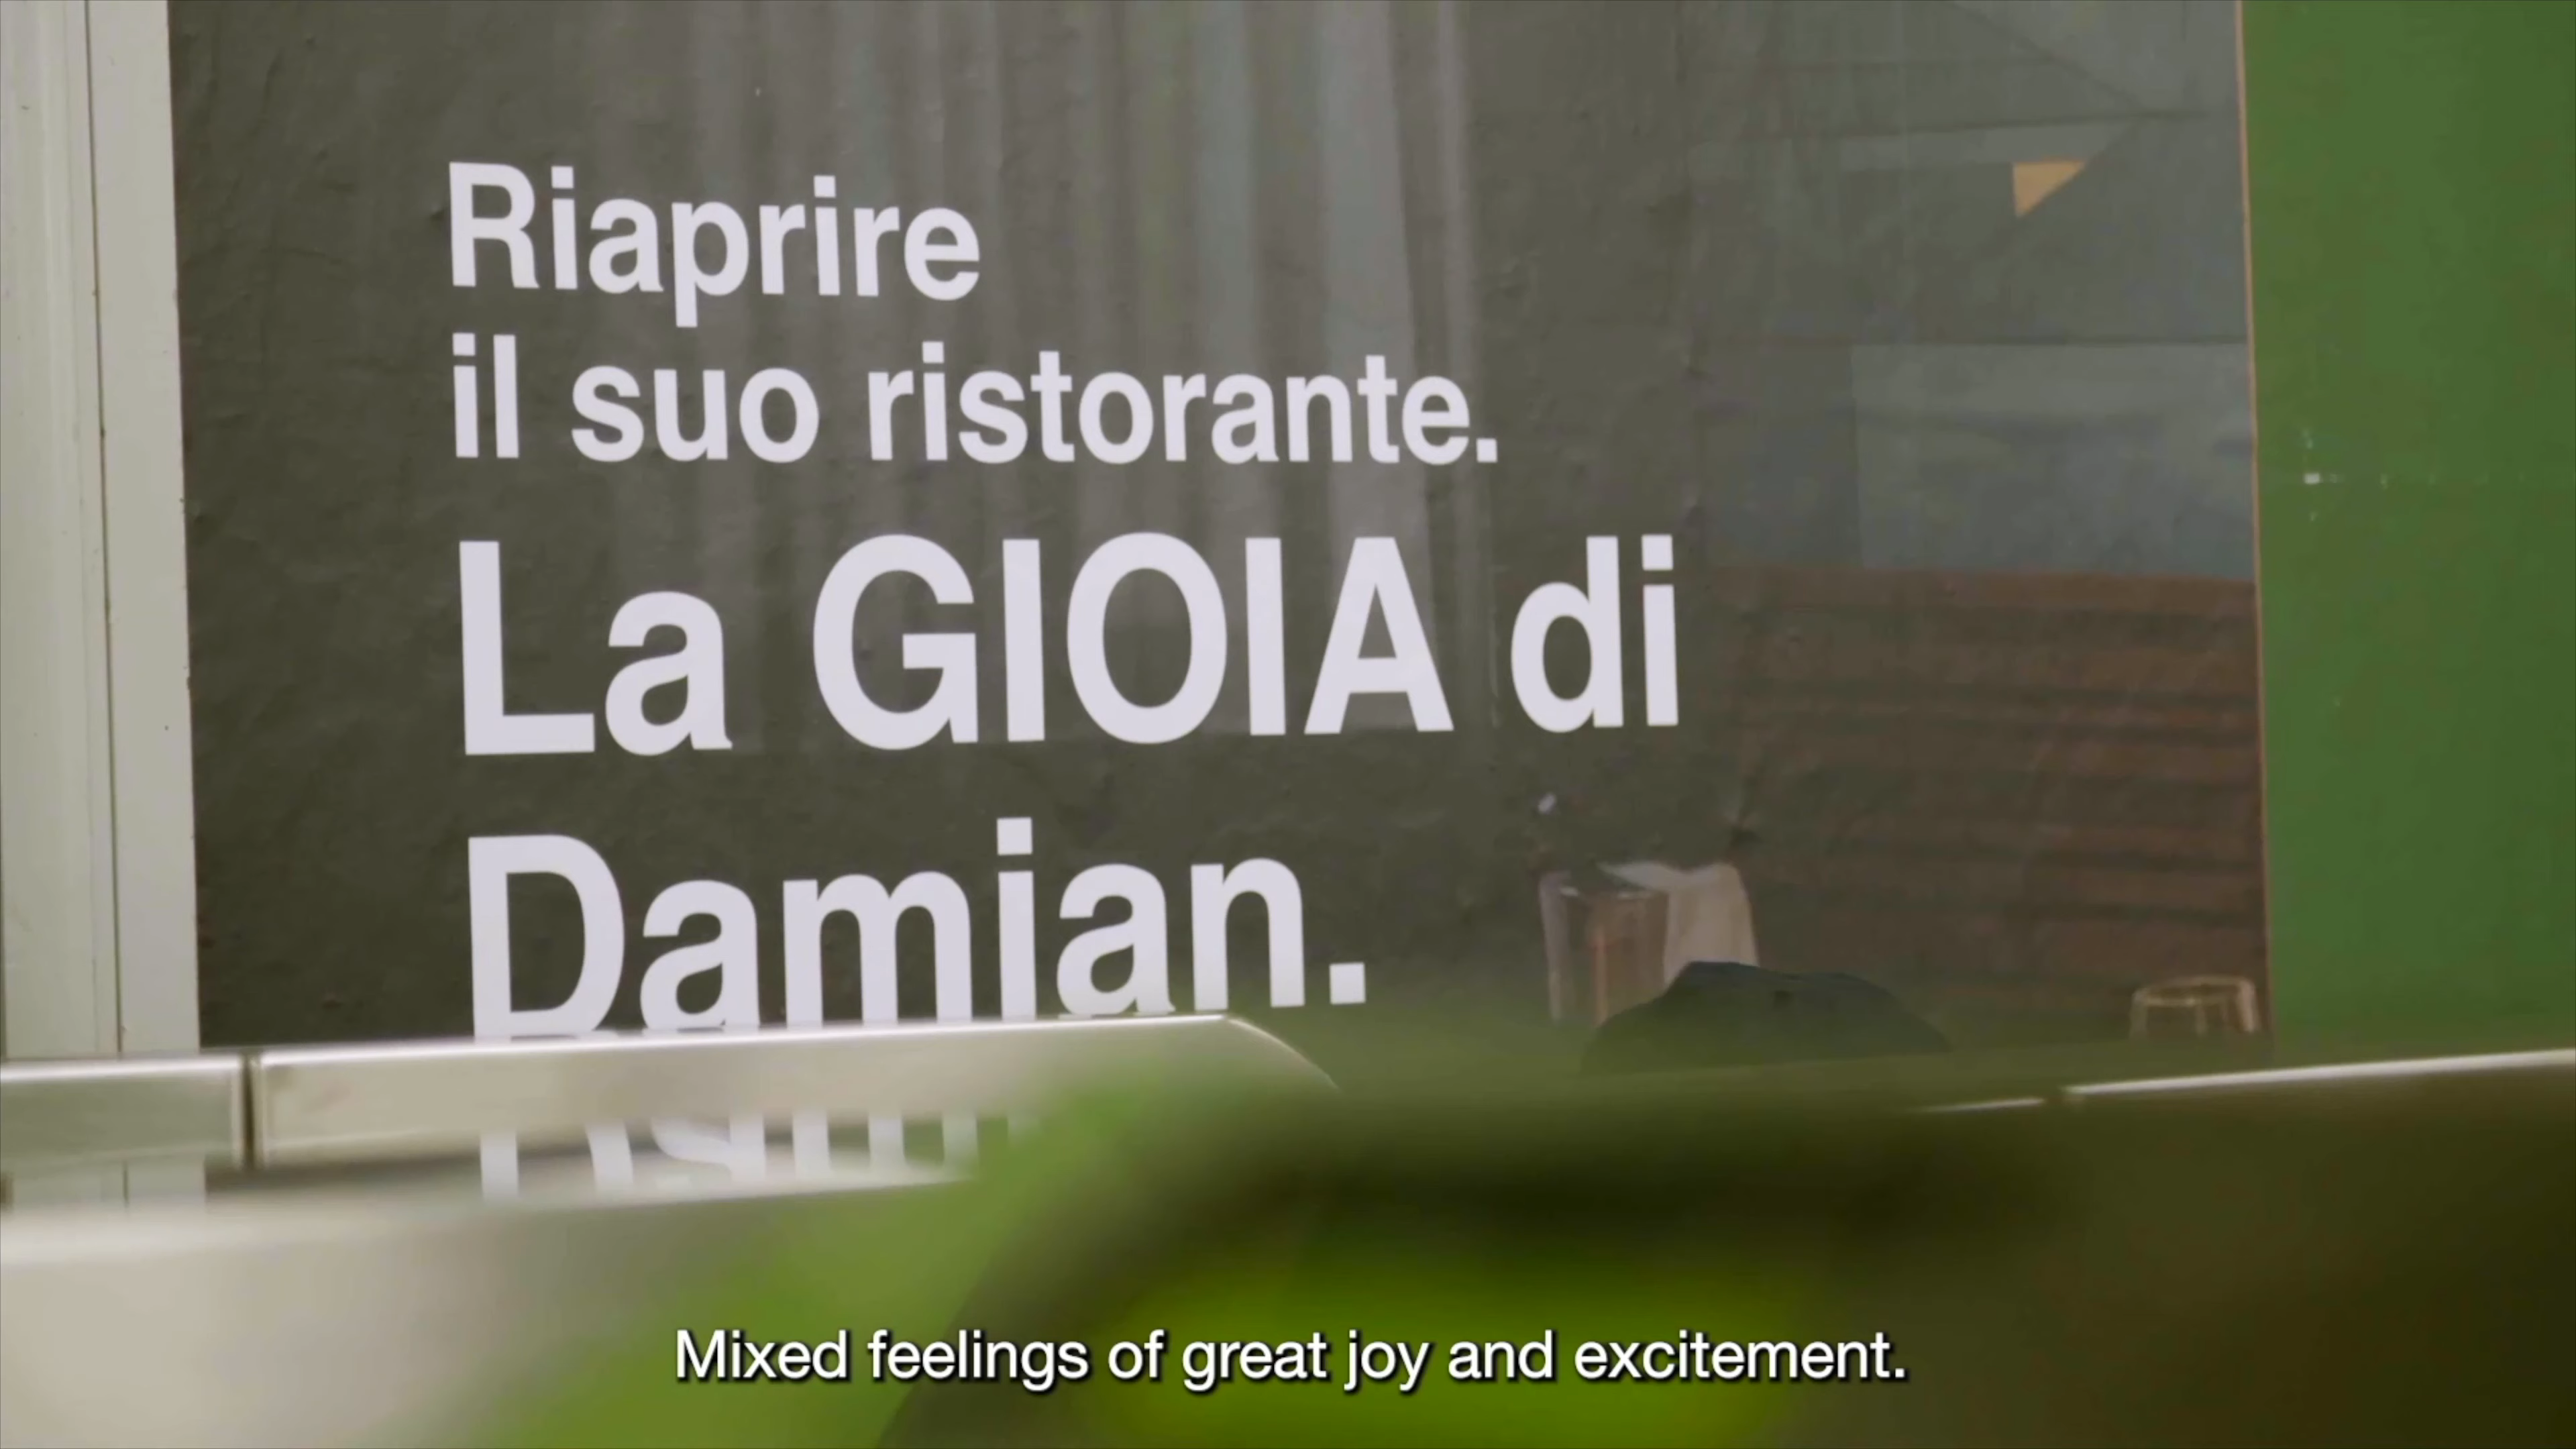 Riaprire
il suo ristorante.
La GIOIA di
Damian.
Mixed feelings of great joy and excitement.